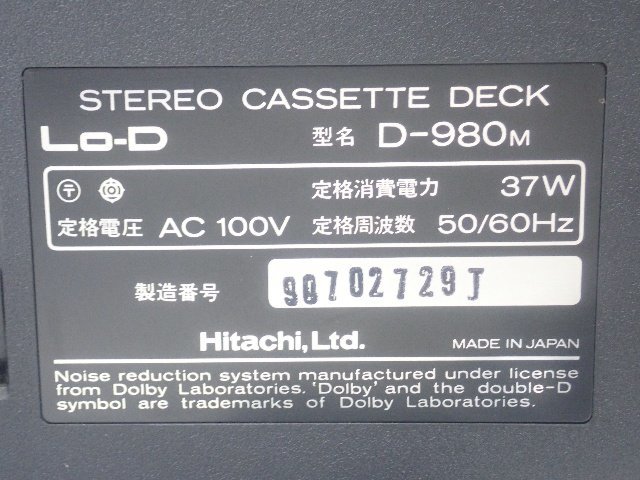 STEREO CASSETTE DECK
Lo-D 型名 D-980M
〒 定格消費電力 37W
定格電圧 AC 100V 定格周波数 50/60Hz
製造番号 90702729J
Hitachi, Ltd. MADE IN JAPAN
Noise reduction system manufactured under license
from Dolby Laboratories. 'Dolby' and the double-D
symbol are trademarks of Dolby Laboratories.